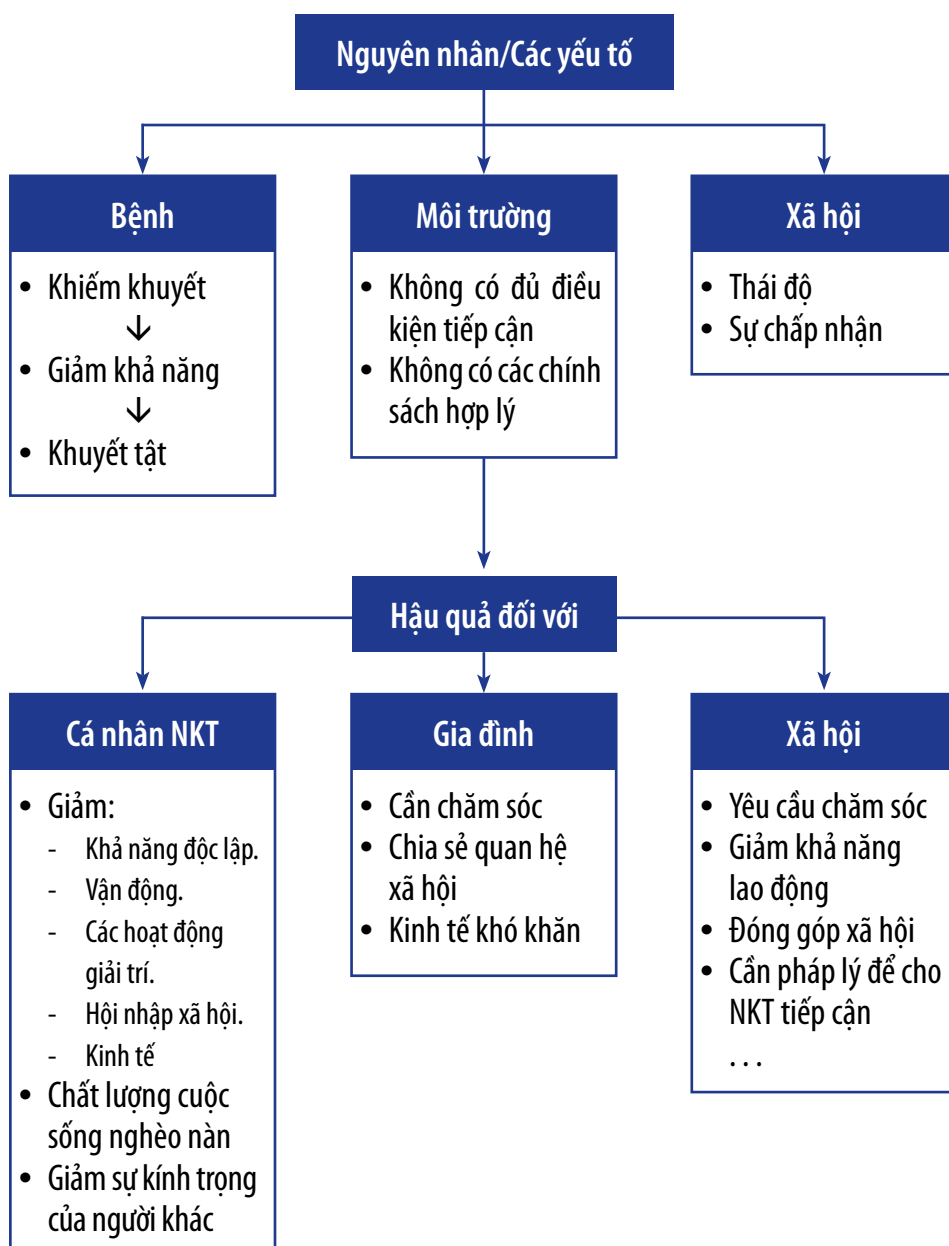 Nguyên nhân/Các yếu tố
Bệnh
• Khiếm khuyết
↓
• Giảm khả năng
↓
• Khuyết tật
Môi trường
• Không có đủ điều
kiện tiếp cận
• Không có các chính
sách hợp lý
Xã hội
• Thái độ
• Sự chấp nhận
Hậu quả đối với
Cá nhân NKT
• Giảm:
- Khả năng độc lập.
- Vận động.
- Các hoạt động
giải trí.
- Hội nhập xã hội.
- Kinh tế
• Chất lượng cuộc
sống nghèo nàn
• Giảm sự kính trọng
của người khác
Gia đình
• Cần chăm sóc
• Chia sẻ quan hệ
xã hội
• Kinh tế khó khăn
Xã hội
• Yêu cầu chăm sóc
• Giảm khả năng
lao động
• Đóng góp xã hội
• Cần pháp lý để cho
NKT tiếp cận
. . .